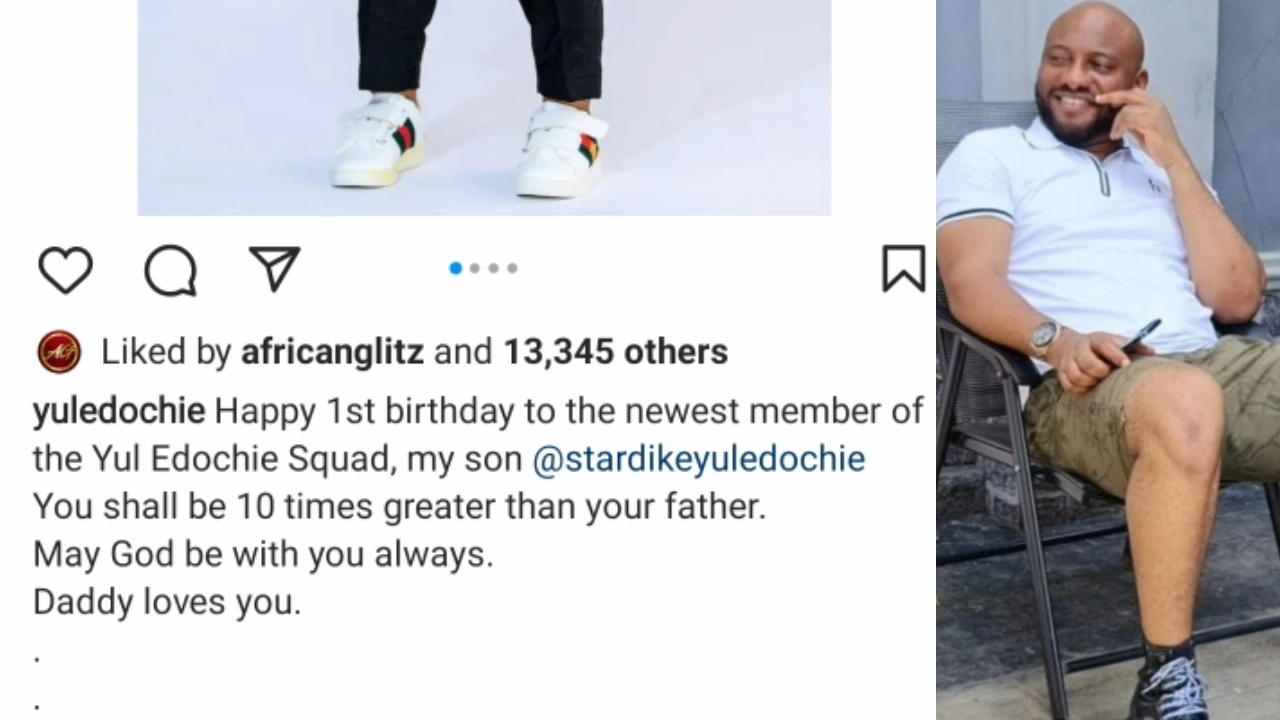 Liked by africanglitz and 13,345 others
yuledochie Happy 1st birthday to the newest member of
the Yul Edochie Squad, my son @stardikeyuledochie
You shall be 10 times greater than your father.
May God be with you always.
Daddy loves you.
.
.